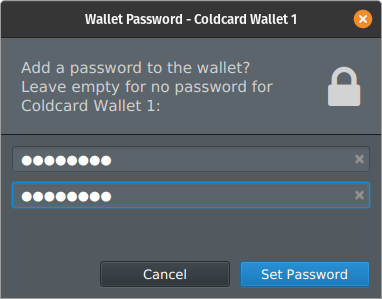 Wallet Password - Coldcard Wallet 1
Add a password to the wallet?
Leave empty for no password for
Coldcard Wallet 1:
●●●●●●●●
●●●●●●●●
Cancel
Set Password